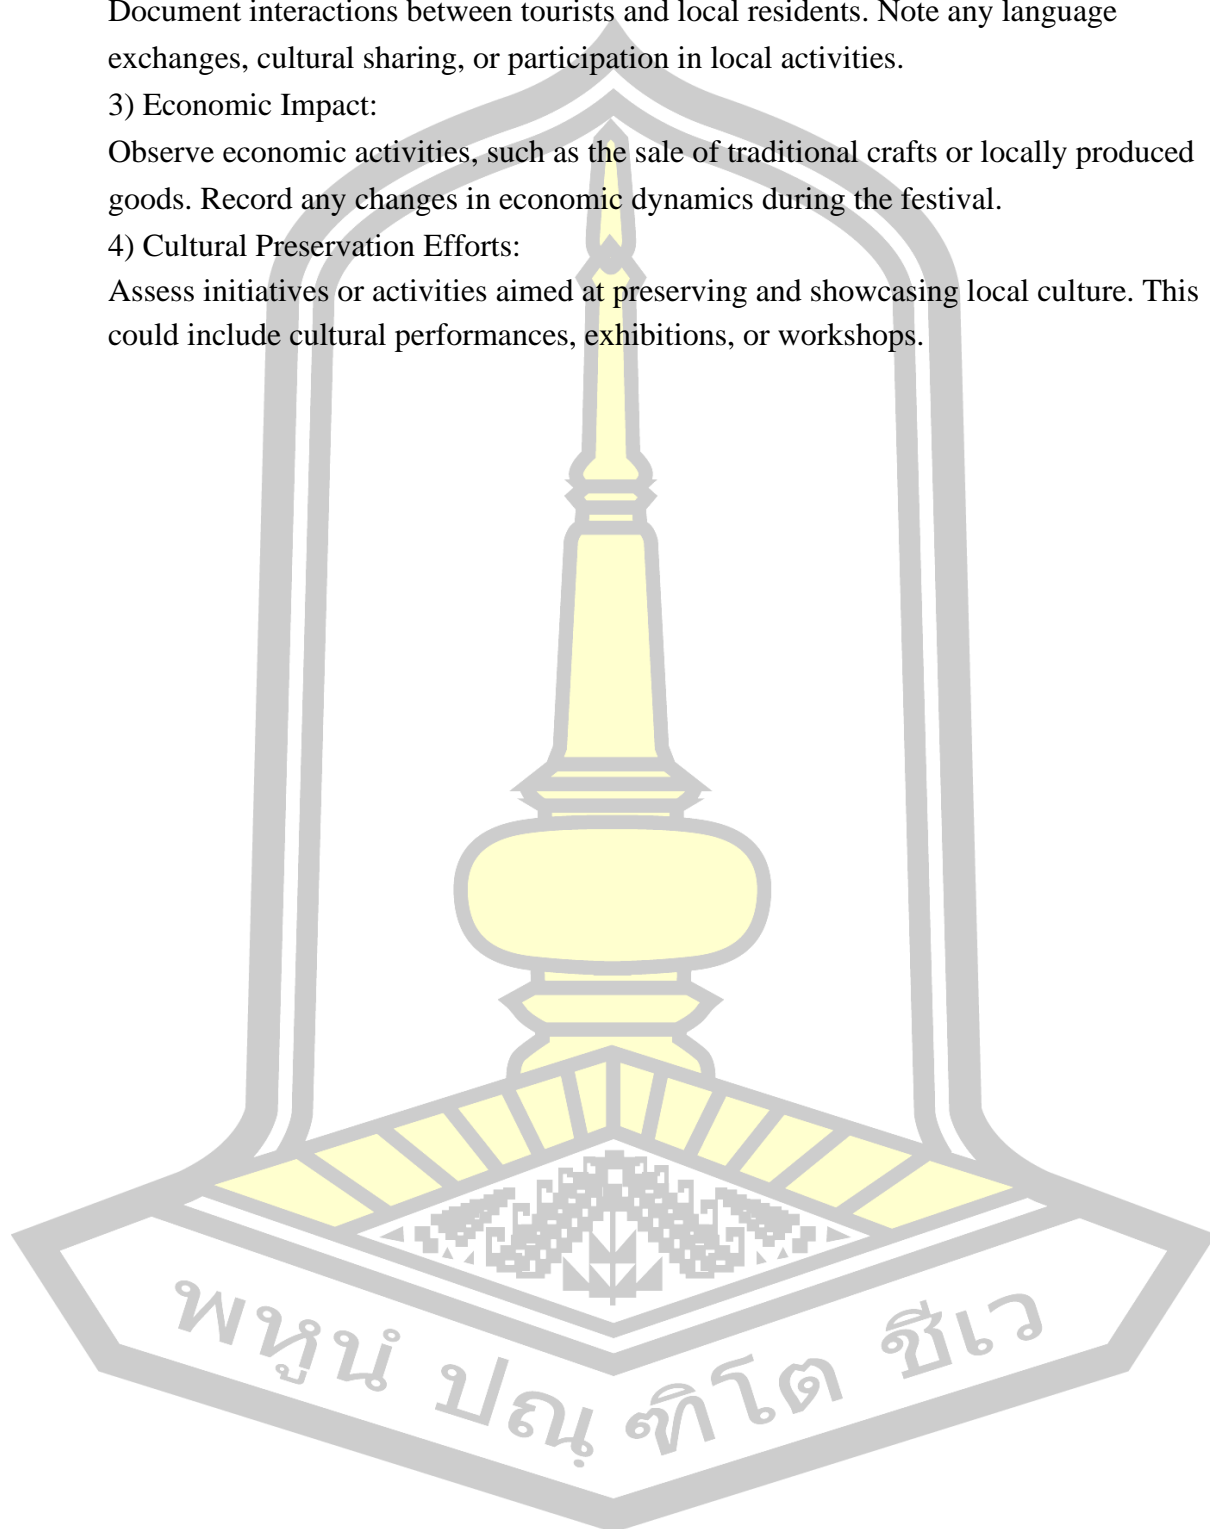 Document interactions between tourists and local residents. Note any language
exchanges, cultural sharing, or participation in local activities.
3) Economic Impact:
Observe economic activities, such as the sale of traditional crafts or locally produced
goods. Record any changes in economic dynamics during the festival.
4) Cultural Preservation Efforts:
Assess initiatives or activities aimed at preserving and showcasing local culture. This
could include cultural performances, exhibitions, or workshops.
พหูนํ ปณฺฑิโต ชีเว